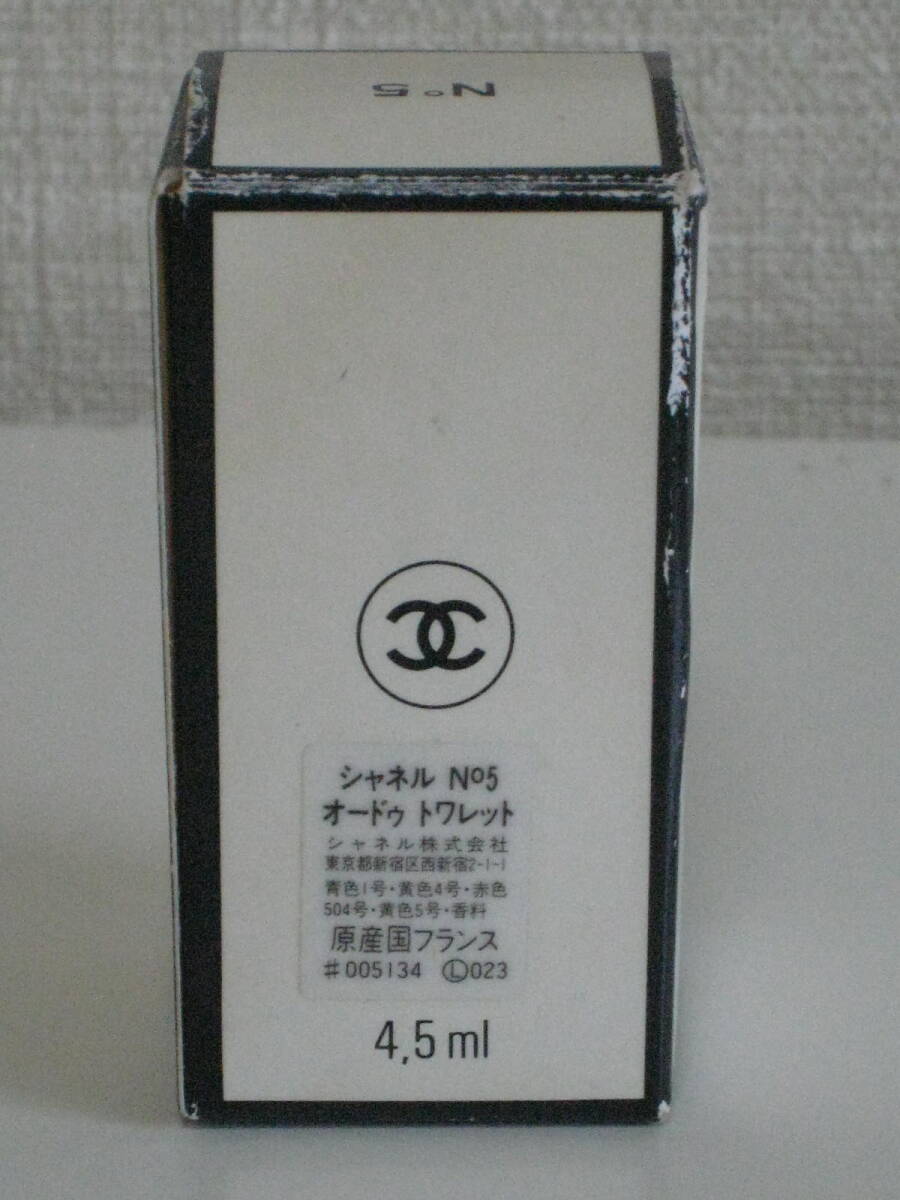 N°5
シャネル Nº5
オードゥ トワレット
シャネル株式会社
東京都新宿区西新宿2-1-1
青色1号・黄色4号・赤色
504号・黄色5号・香料
原産国フランス
#005134 Ⓛ023
4,5 ml